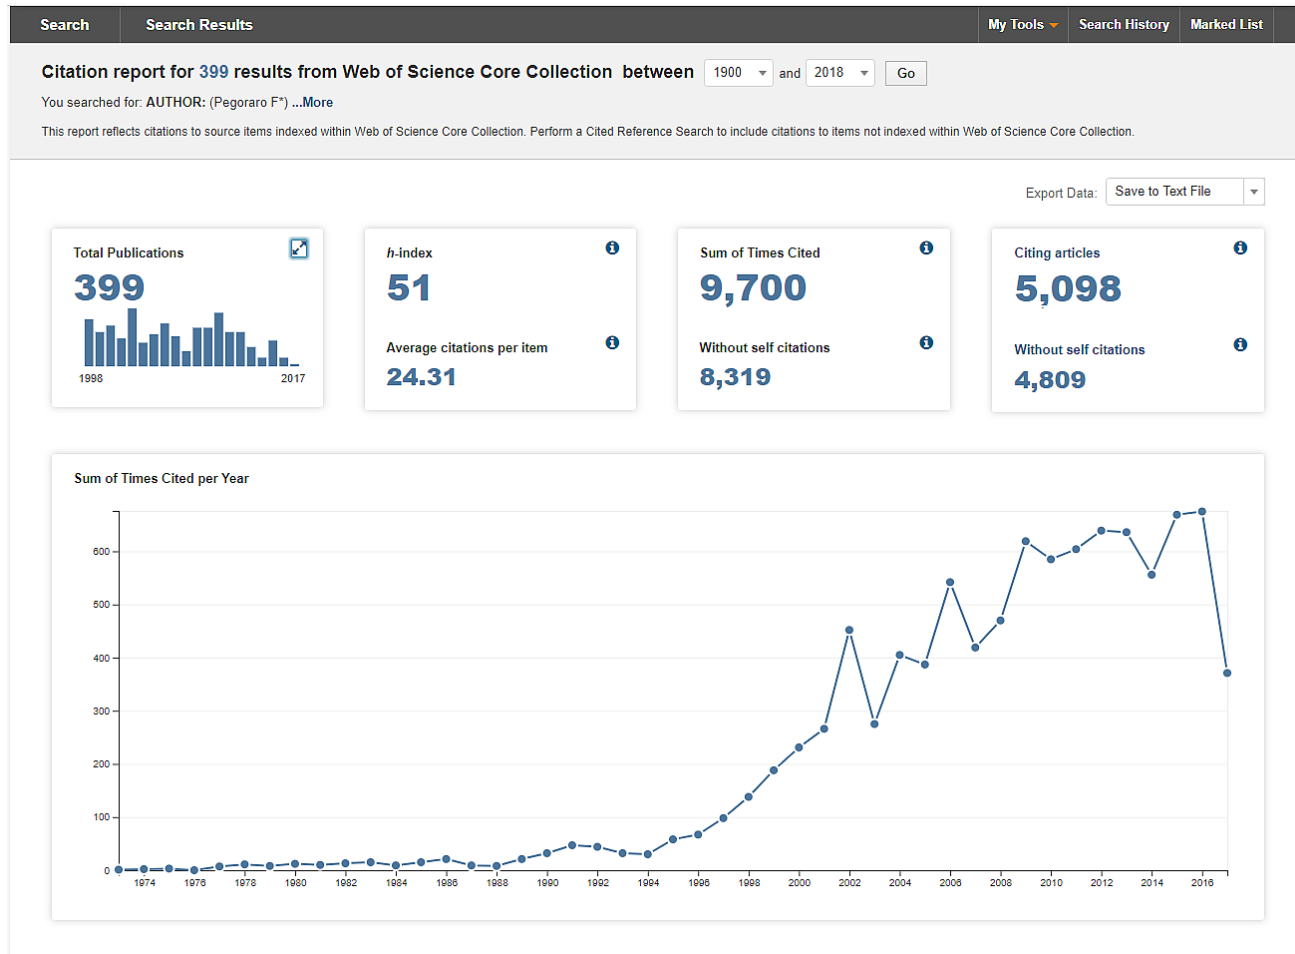 Search Search Results My Tools Search History Marked List
Citation report for 399 results from Web of Science Core Collection between 1900 and 2018 Go
You searched for: AUTHOR: (Pegoraro F*) ...More
This report reflects citations to source items indexed within Web of Science Core Collection. Perform a Cited Reference Search to include citations to items not indexed within Web of Science Core Collection.
Export Data: Save to Text File
Total Publications
399
1998 2017
h-index
51
Average citations per item
24.31
Sum of Times Cited
9,700
Without self citations
8,319
Citing articles
5,098
Without self citations
4,809
Sum of Times Cited per Year
600
500
400
300
200
100
0
1974 1976 1978 1980 1982 1984 1986 1988 1990 1992 1994 1996 1998 2000 2002 2004 2006 2008 2010 2012 2014 2016